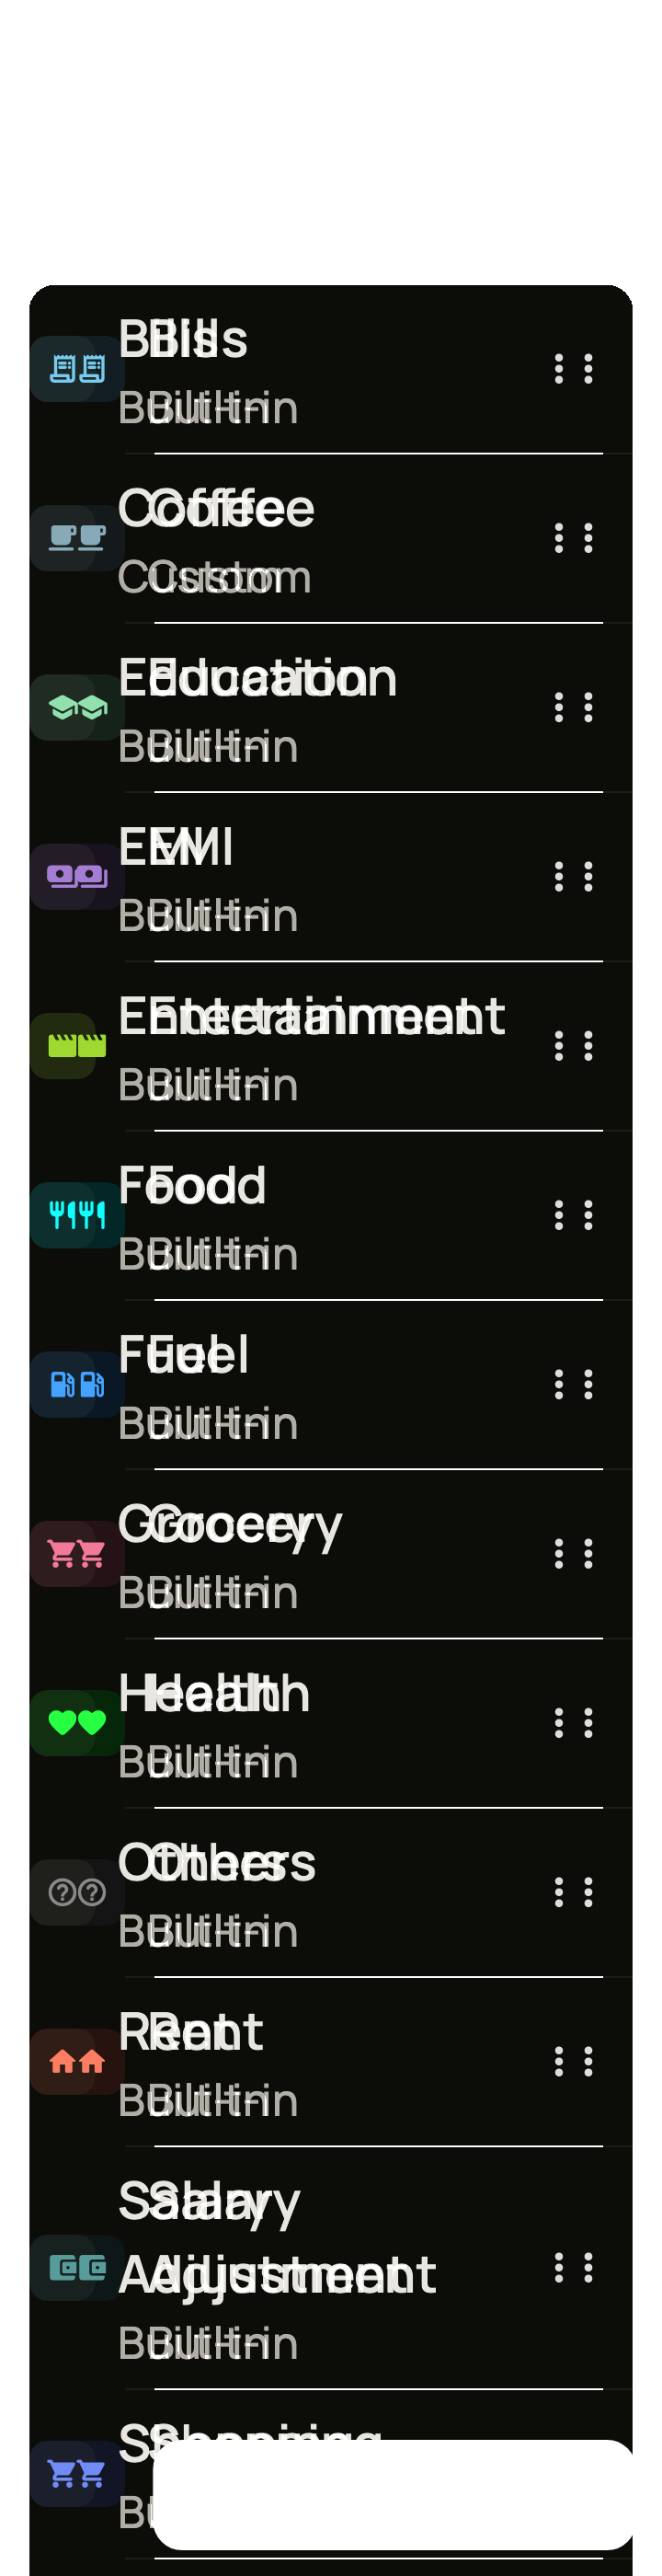 Bills
Built-in
Coffee
Custom
Education
Built-in
EMI
Built-in
Entertainment
Built-in
Food
Built-in
Fuel
Built-in
Grocery
Built-in
Health
Built-in
Others
Built-in
Rent
Built-in
Salary
Adjustment
Built-in
Shopping